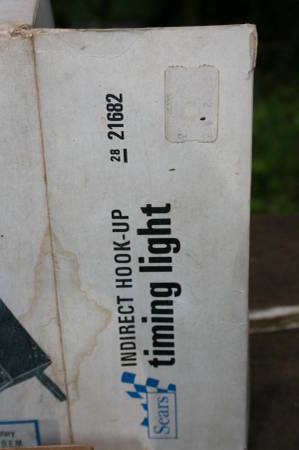 28 21682
INDIRECT HOOK-UP
timing light
Sears